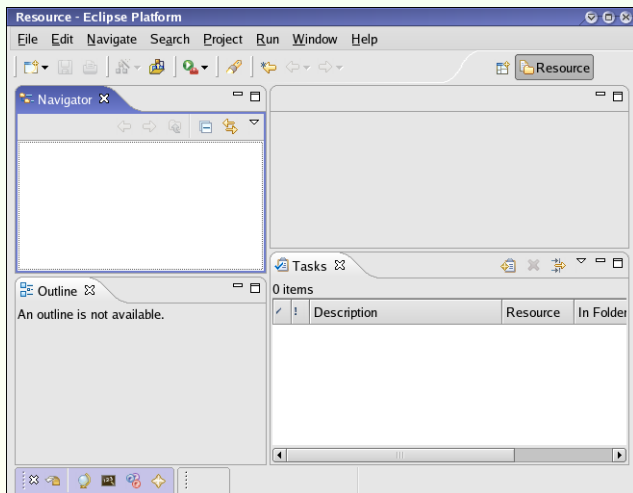 Resource - Eclipse Platform
File Edit Navigate Search Project Run Window Help
Resource
Navigator
Tasks
0 items
! Description Resource In Folder
Outline
An outline is not available.